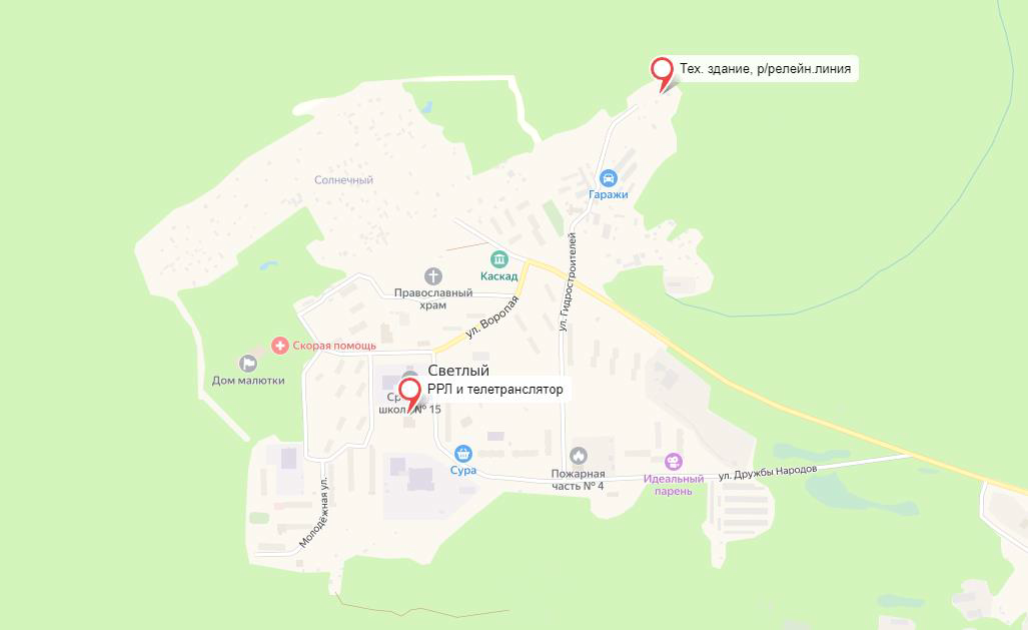 Тех. здание, р/релейн.линия
Солнечный
Гаражи
Каскад
ул. Гидростроителей
Православный
храм
ул. Воропая
Скорая помощь
Дом малютки
Светлый
РРЛ и телетранслятор
школа № 15
Сура
Пожарная
часть № 4
Идеальный
парень
ул. Дружбы Народов
Молодёжная ул.